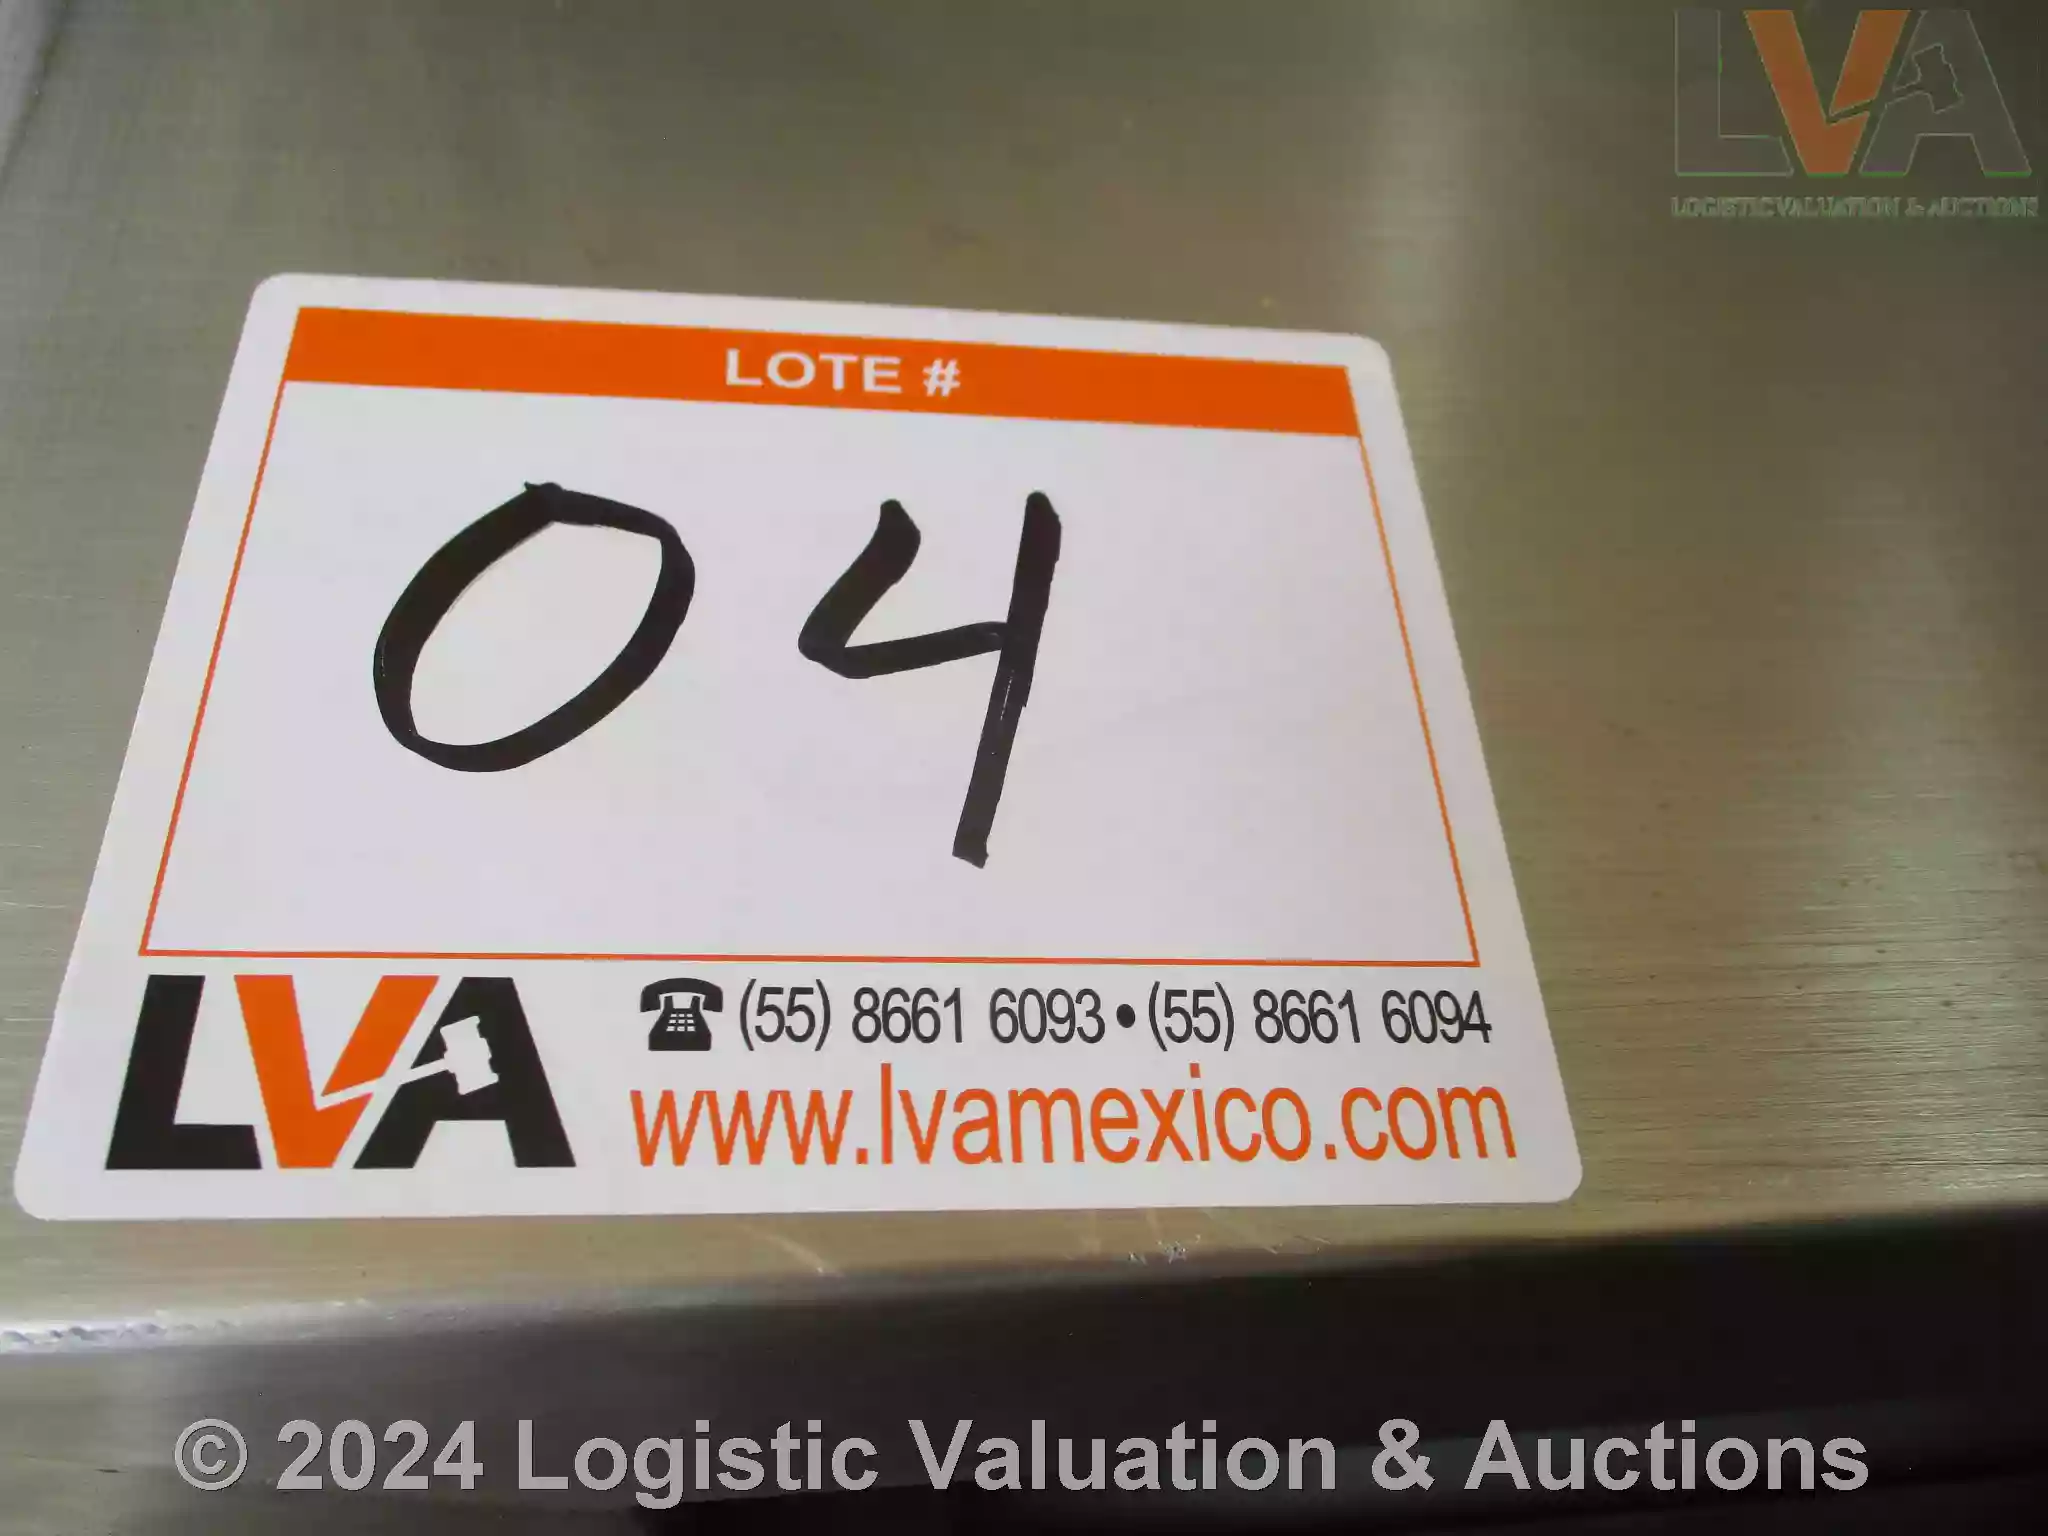 LVA
LOGISTIC VALUATION & AUCTIONS
LOTE #
04
LVA
(55) 8661 6093 • (55) 8661 6094
www.lvamexico.com
© 2024 Logistic Valuation & Auctions